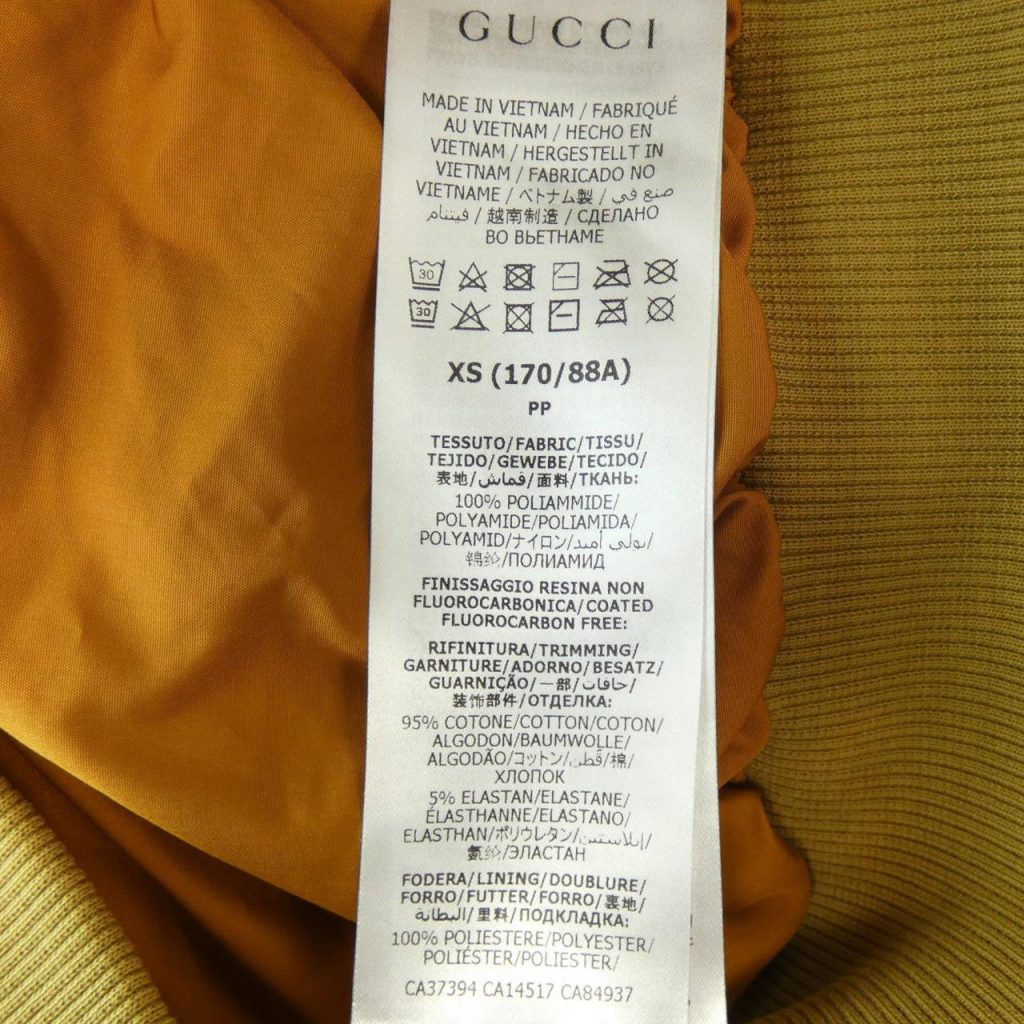 GUCCI
MADE IN VIETNAM / FABRIQUÉ
AU VIETNAM / HECHO EN
VIETNAM / HERGESTELLT IN
VIETNAM / FABRICADO NO
VIETNAME / ベトナム製 / صنع في
فيتنام / 越南制造 / СДЕЛАНО
ВО ВЬЕТНАМЕ
30
30
XS (170/88A)
PP
TESSUTO/FABRIC/TISSU/
TEJIDO/GEWEBE/TECIDO/
表地/قماش/面料/ТКАНЬ:
100% POLIAMMIDE/
POLYAMIDE/POLIAMIDA/
POLYAMID/ナイロン/بولي أميد/
锦纶/ПОЛИАМИД
FINISSAGGIO RESINA NON
FLUOROCARBONICA/COATED
FLUOROCARBON FREE:
RIFINITURA/TRIMMING/
GARNITURE/ADORNO/BESATZ/
GUARNIÇÃO/一部/حافات/
装饰部件/ОТДЕЛКА:
95% COTONE/COTTON/COTON/
ALGODON/BAUMWOLLE/
ALGODÃO/コットン/قطن/棉/
ХЛОПОК
5% ELASTAN/ELASTANE/
ÉLASTHANNE/ELASTANO/
ELASTHAN/ポリウレタン/إيلاستين/
氨纶/ЭЛАСТАН
FODERA/LINING/DOUBLURE/
FORRO/FUTTER/FORRO/裏地/
البطانة/里料/ПОДКЛАДКА:
100% POLIESTERE/POLYESTER/
POLIÉSTER/POLIESTER/
CA37394 CA14517 CA84937